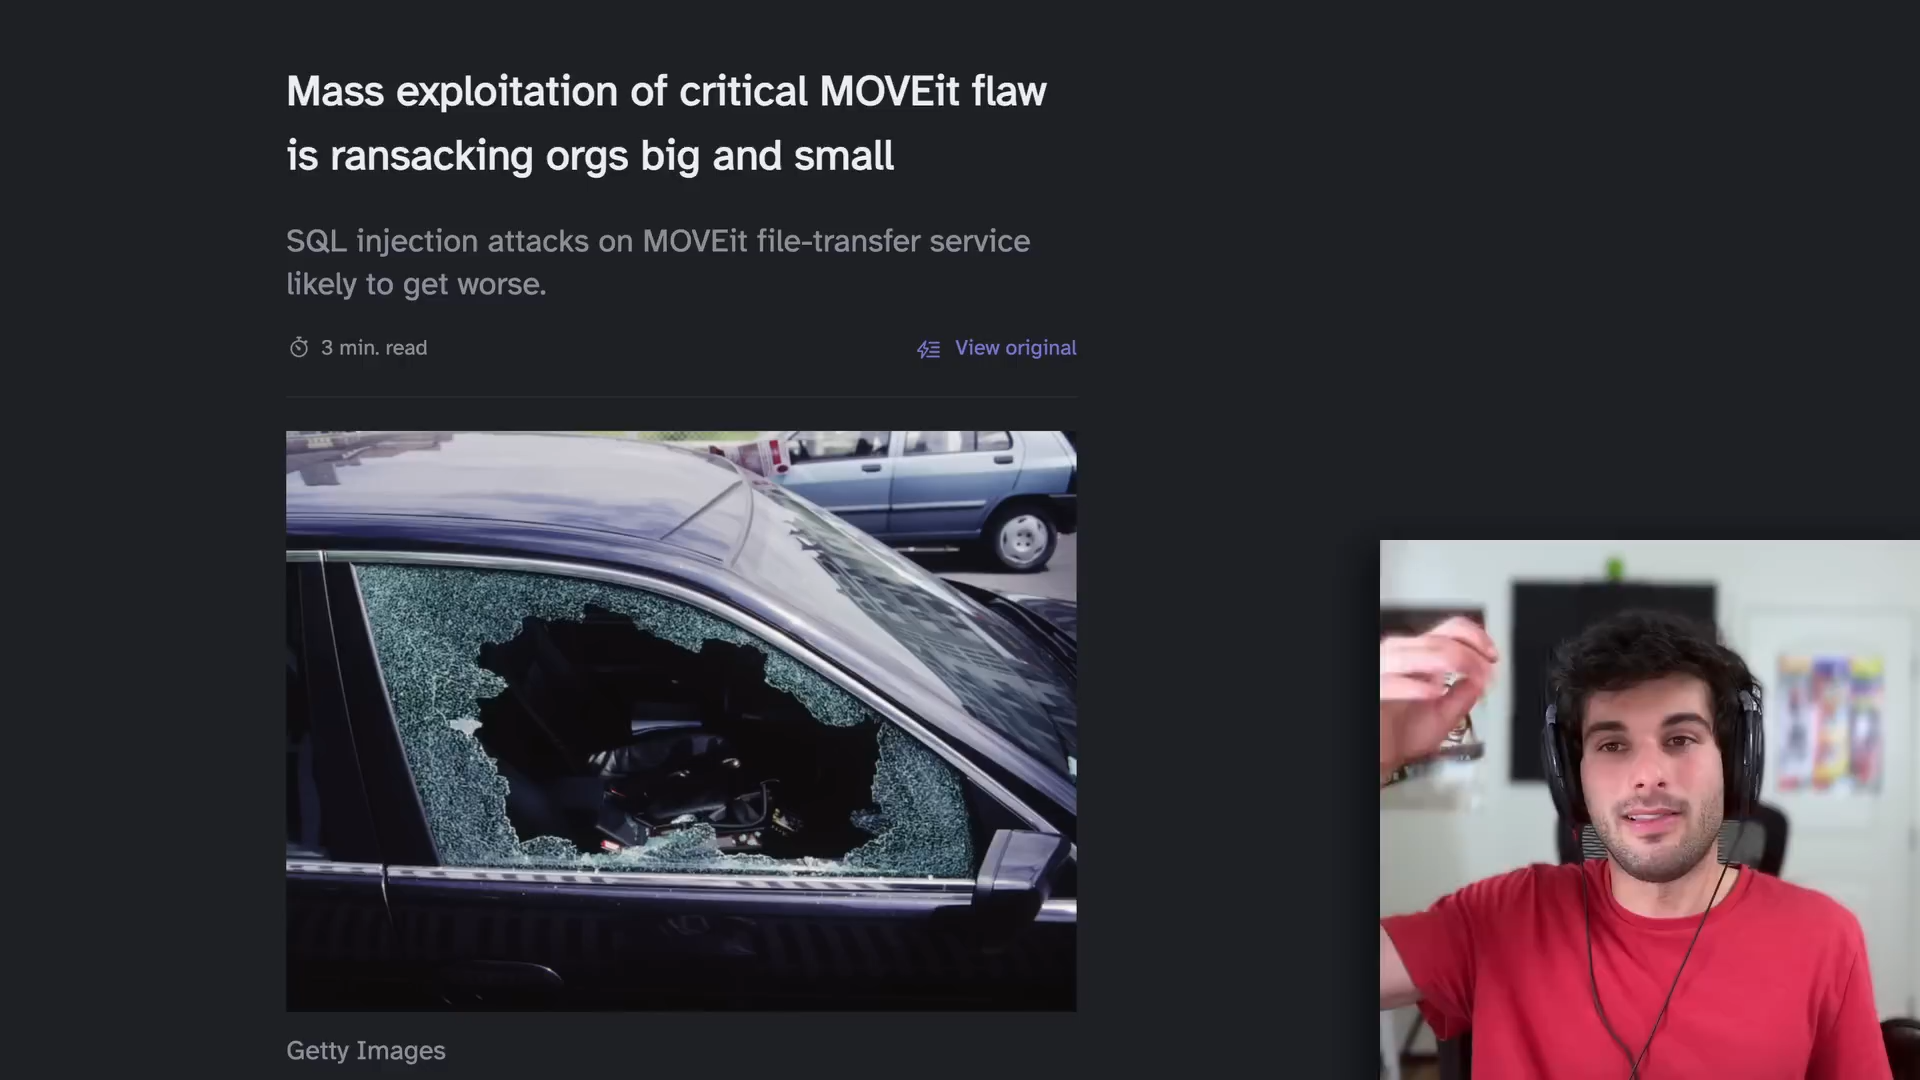 Mass exploitation of critical MOVEit flaw
is ransacking orgs big and small
SQL injection attacks on MOVEit file-transfer service
likely to get worse.
3 min. read
View original
Getty Images